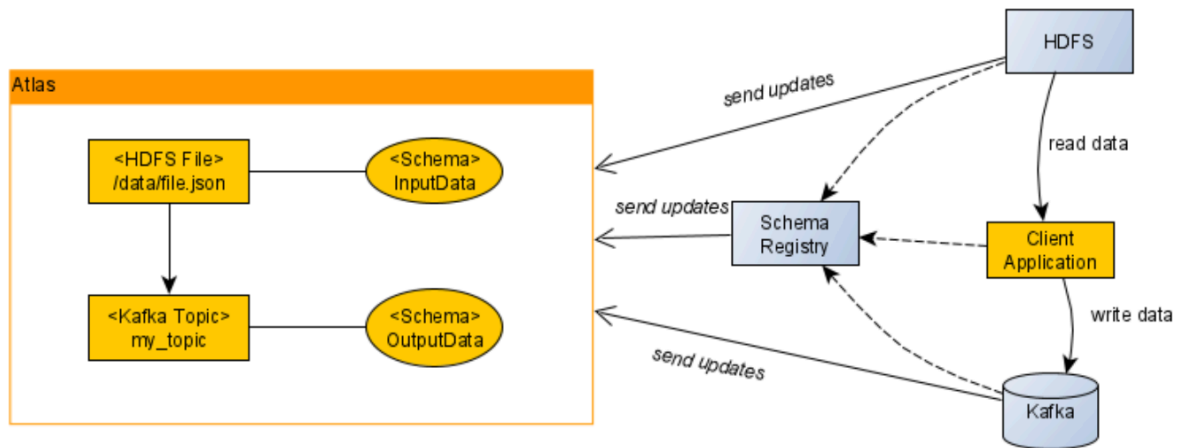 HDFS
Atlas
send updates
<HDFS File>
/data/file.json
<Schema>
InputData
read data
send updates
Schema
Registry
Client
Application
<Kafka Topic>
my_topic
<Schema>
OutputData
write data
send updates
Kafka